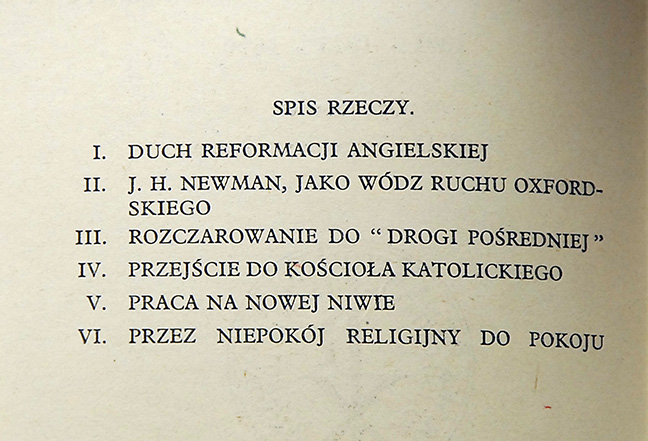 SPIS RZECZY.
I. DUCH REFORMACJI ANGIELSKIEJ
II. J. H. NEWMAN, JAKO WÓDZ RUCHU OXFORD-
SKIEGO
III. ROZCZAROWANIE DO “ DROGI POŚREDNIEJ ”
IV. PRZEJŚCIE DO KOŚCIOŁA KATOLICKIEGO
V. PRACA NA NOWEJ NIWIE
VI. PRZEZ NIEPOKÓJ RELIGIJNY DO POKOJU